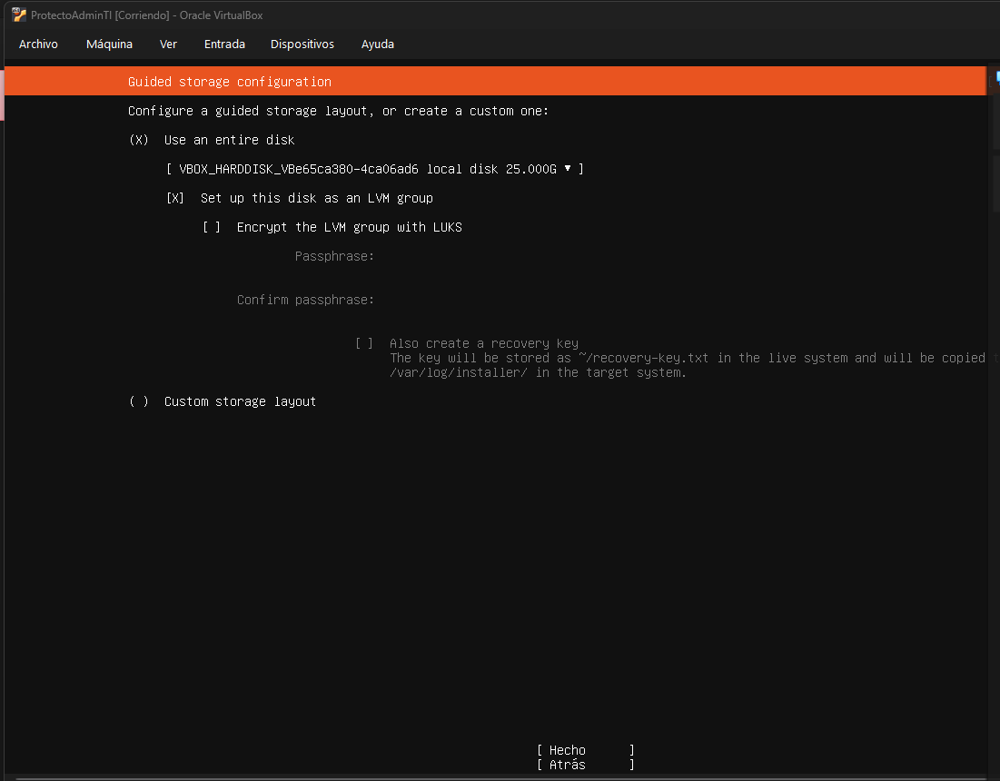 ProtectoAdminTI [Corriendo] - Oracle VirtualBox
Archivo Máquina Ver Entrada Dispositivos Ayuda
Guided storage configuration
Configure a guided storage layout, or create a custom one:
(X) Use an entire disk
[ VBOX_HARDDISK_VBe65ca380-4ca06ad6 local disk 25.000G ▾ ]
[X] Set up this disk as an LVM group
[ ] Encrypt the LVM group with LUKS
Passphrase:
Confirm passphrase:
[ ] Also create a recovery key
The key will be stored as ~/recovery-key.txt in the live system and will be copied
/var/log/installer/ in the target system.
( ) Custom storage layout
[ Hecho ]
[ Atrás ]